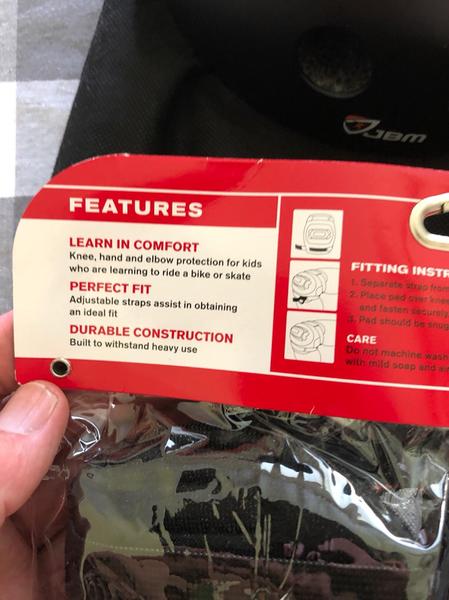 JBM
FEATURES
LEARN IN COMFORT
Knee, hand and elbow protection for kids
who are learning to ride a bike or skate
PERFECT FIT
Adjustable straps assist in obtaining
an ideal fit
DURABLE CONSTRUCTION
Built to withstand heavy use
FITTING INSTR
1. Separate strap from
2. Place pad over knee
and fasten securely
3. Pad should be snug
CARE
Do not machine wash
with mild soap and air